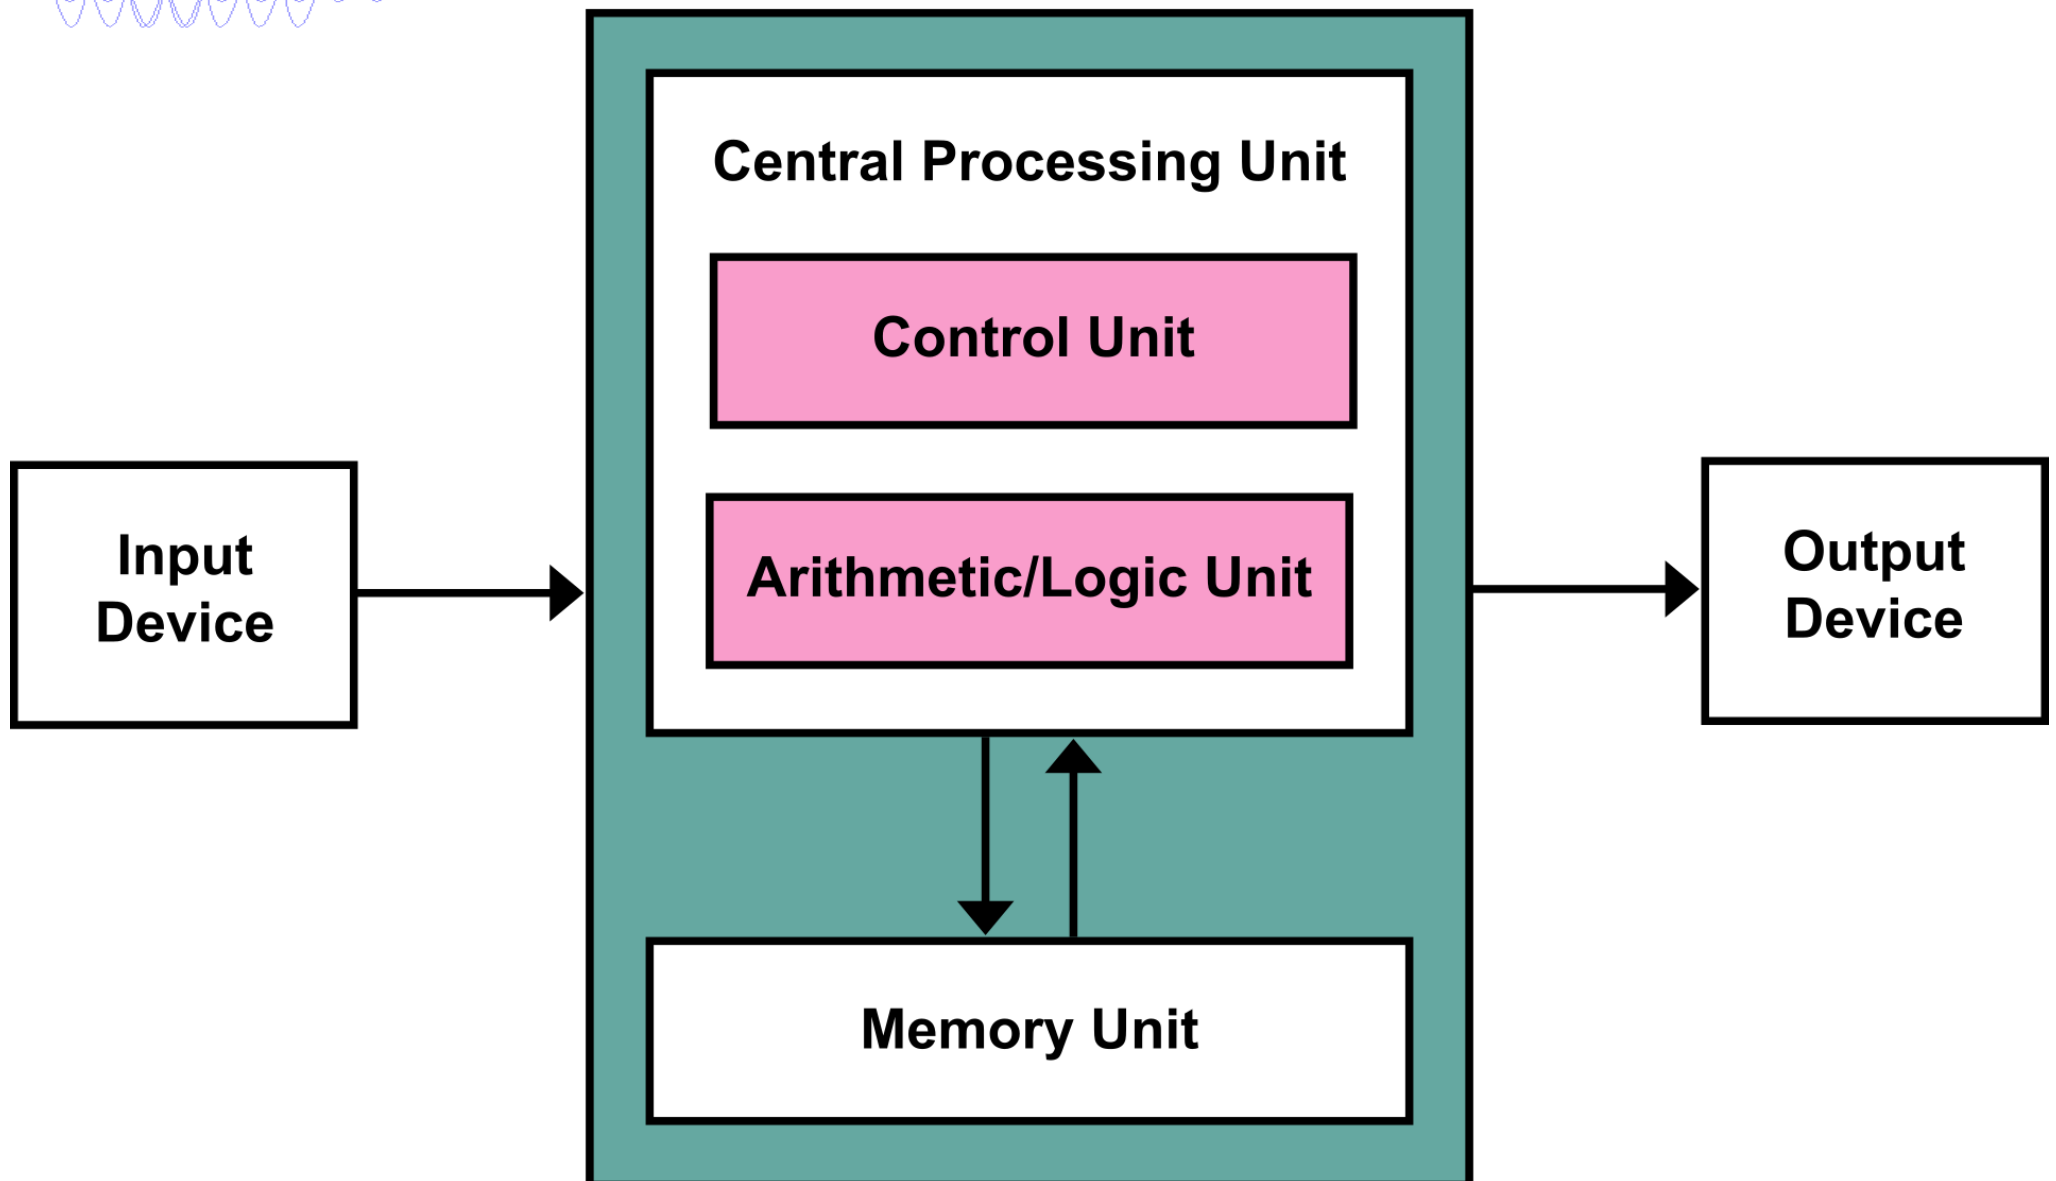 Central Processing Unit
Control Unit
Arithmetic/Logic Unit
Input
Device
Output
Device
Memory Unit